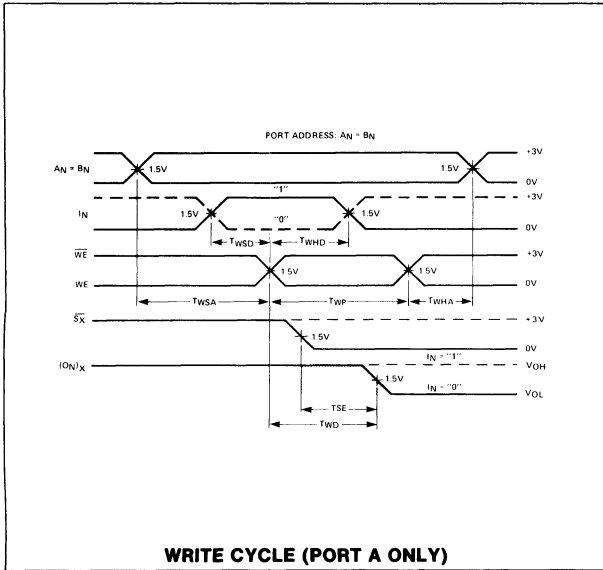 PORT ADDRESS: AN = BN
+3V
AN = BN
1.5V
1.5V
"1"
0V
+3V
IN
1.5V
"0"
1.5V
0V
TWSD
TWHD
WE
+3V
1.5V
1.5V
WE
0V
TWSA
TWP
TWHA
SX
+3V
1.5V
0V
IN = "1"
(ON)X
VOH
1.5V
IN = "0"
VOL
TSE
TWD
WRITE CYCLE (PORT A ONLY)